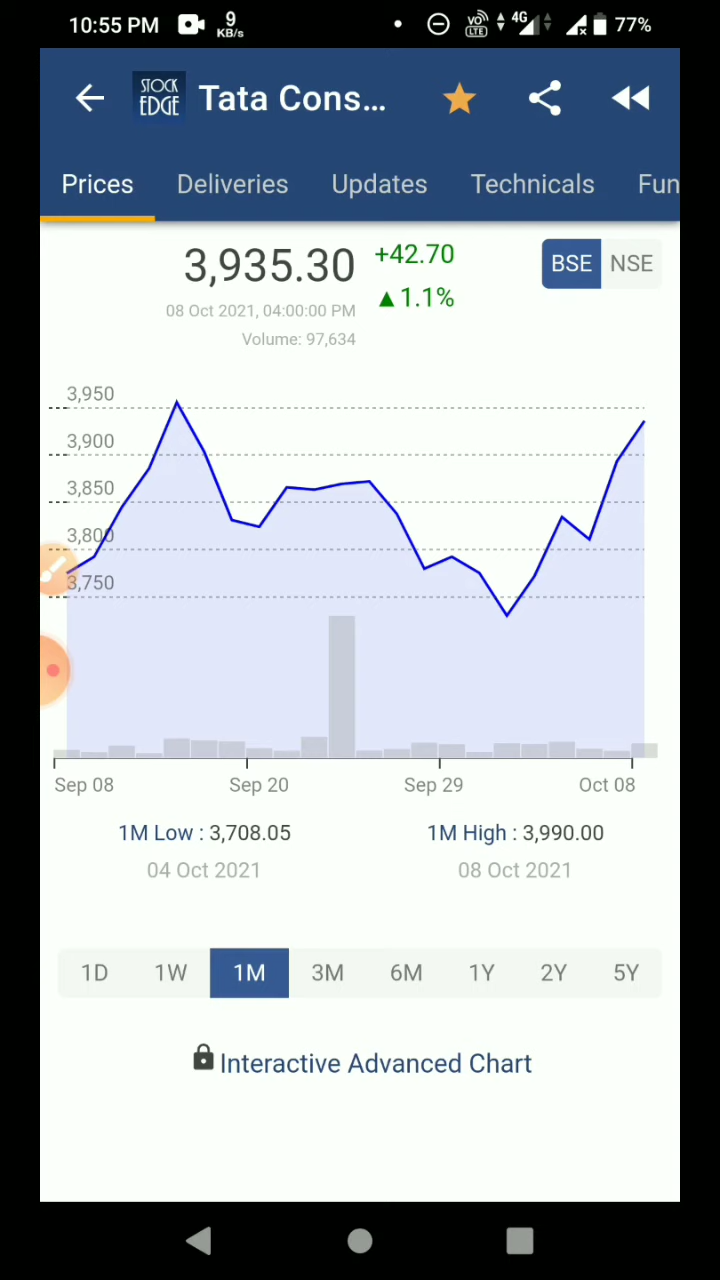 10:55 PM 9 KB/s VO LTE 4G 77%
STOCK EDGE Tata Cons...
Prices Deliveries Updates Technicals Fun
3,935.30 +42.70
▲1.1%
BSE NSE
08 Oct 2021, 04:00:00 PM
Volume: 97,634
3,950
3,900
3,850
3,800
3,750
Sep 08 Sep 20 Sep 29 Oct 08
1M Low : 3,708.05 1M High : 3,990.00
04 Oct 2021 08 Oct 2021
1D 1W 1M 3M 6M 1Y 2Y 5Y
Interactive Advanced Chart